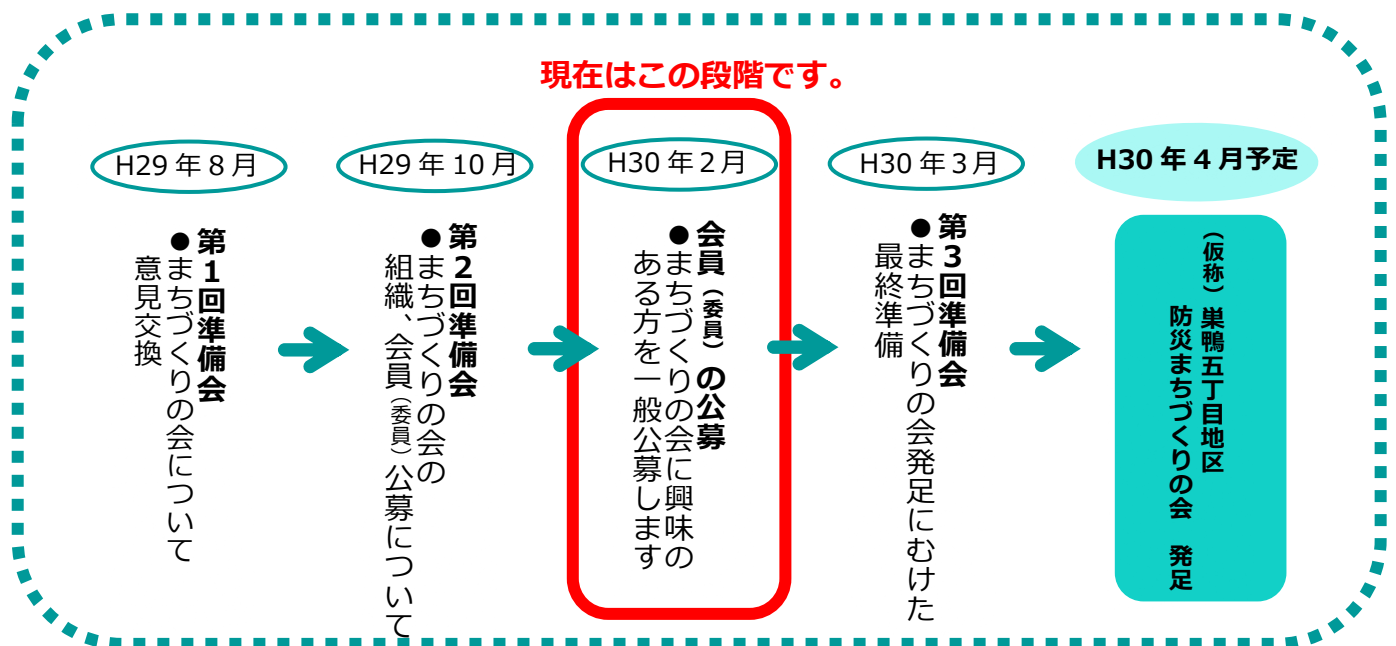 現在はこの段階です。
H29年8月
第1回準備会
●まちづくりの会について
意見交換
H29年10月
第2回準備会
●まちづくりの会の
組織、会員（委員）公募について
H30年2月
会員（委員）の公募
●まちづくりの会に興味の
ある方を一般公募します
H30年3月
第3回準備会
●まちづくりの会発足にむけた
最終準備
H30年4月予定
（仮称）巣鴨五丁目地区
防災まちづくりの会　発足